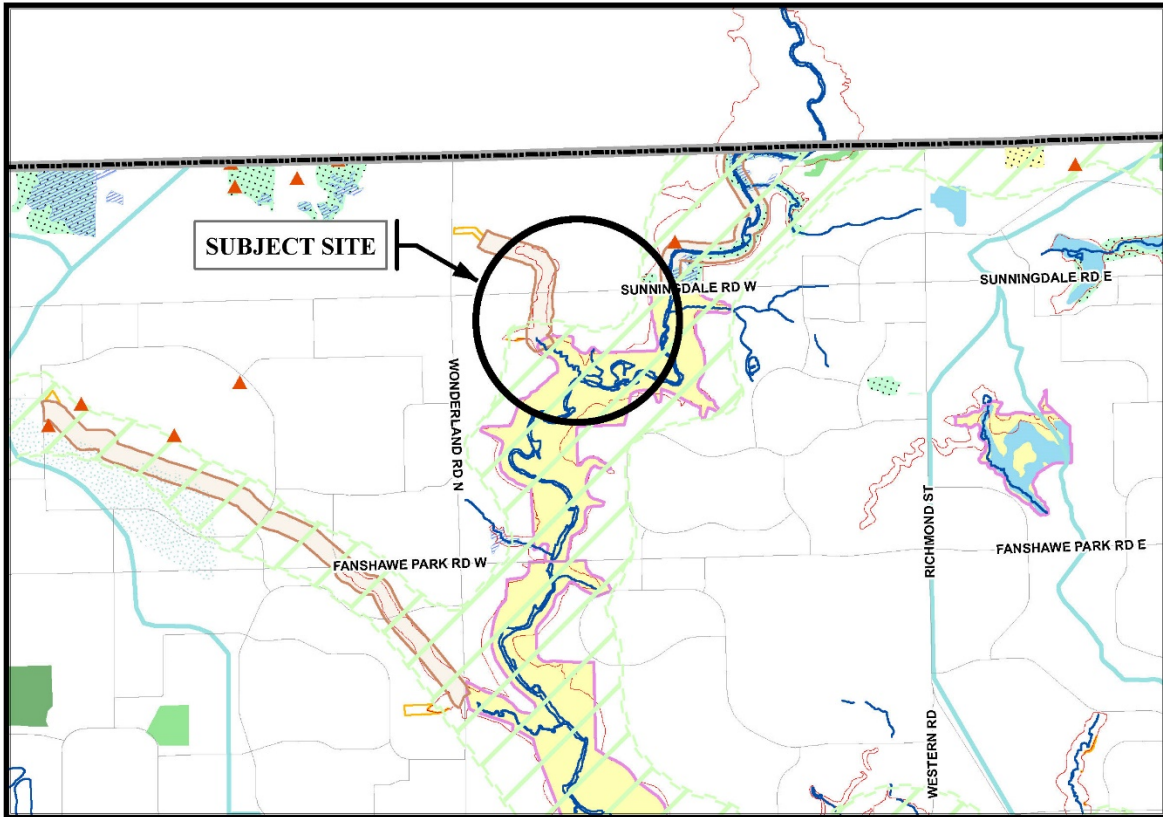 SUBJECT SITE
SUNNINGDALE RD W
SUNNINGDALE RD E
WONDERLAND RD N
RICHMOND ST
FANSHAWE PARK RD W
FANSHAWE PARK RD E
WESTERN RD